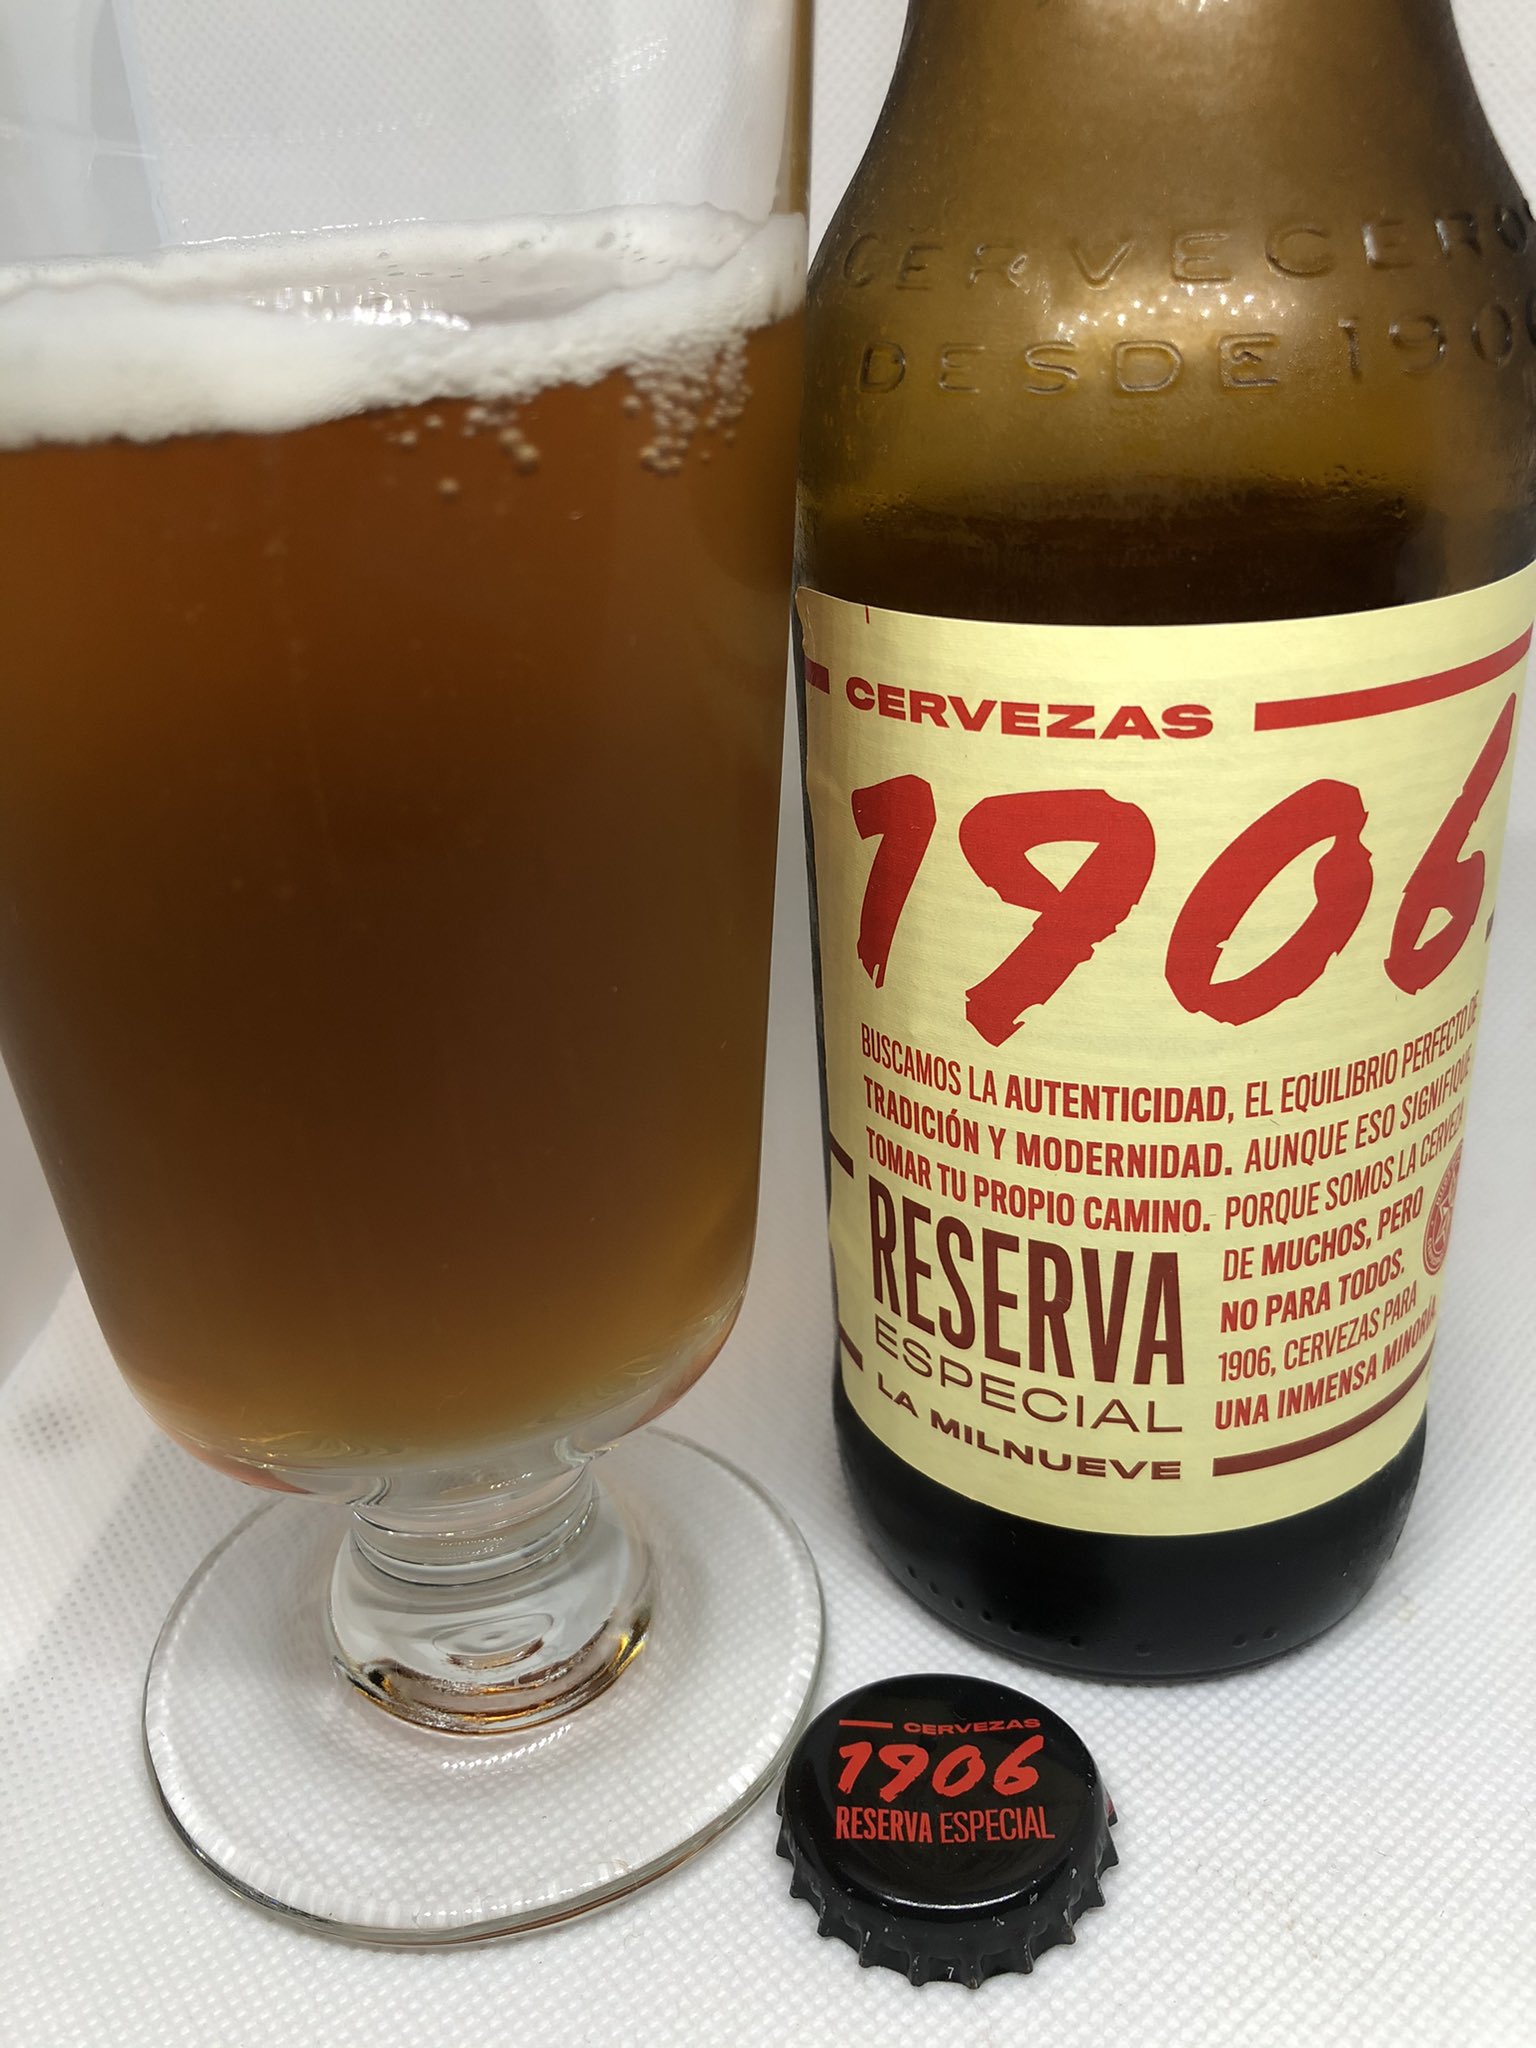 CERVECERO
DESDE 190
CERVEZAS
1906
BUSCAMOS LA AUTENTICIDAD, EL EQUILIBRIO PERFECTO DE
TRADICIÓN Y MODERNIDAD. AUNQUE ESO SIGNIFIQUE
TOMAR TU PROPIO CAMINO. PORQUE SOMOS LA CERVEZA
DE MUCHOS, PERO
NO PARA TODOS.
1906, CERVEZAS PARA
UNA INMENSA MINORÍA.
RESERVA
ESPECIAL
LA MILNUEVE
CERVEZAS
1906
RESERVA ESPECIAL
7